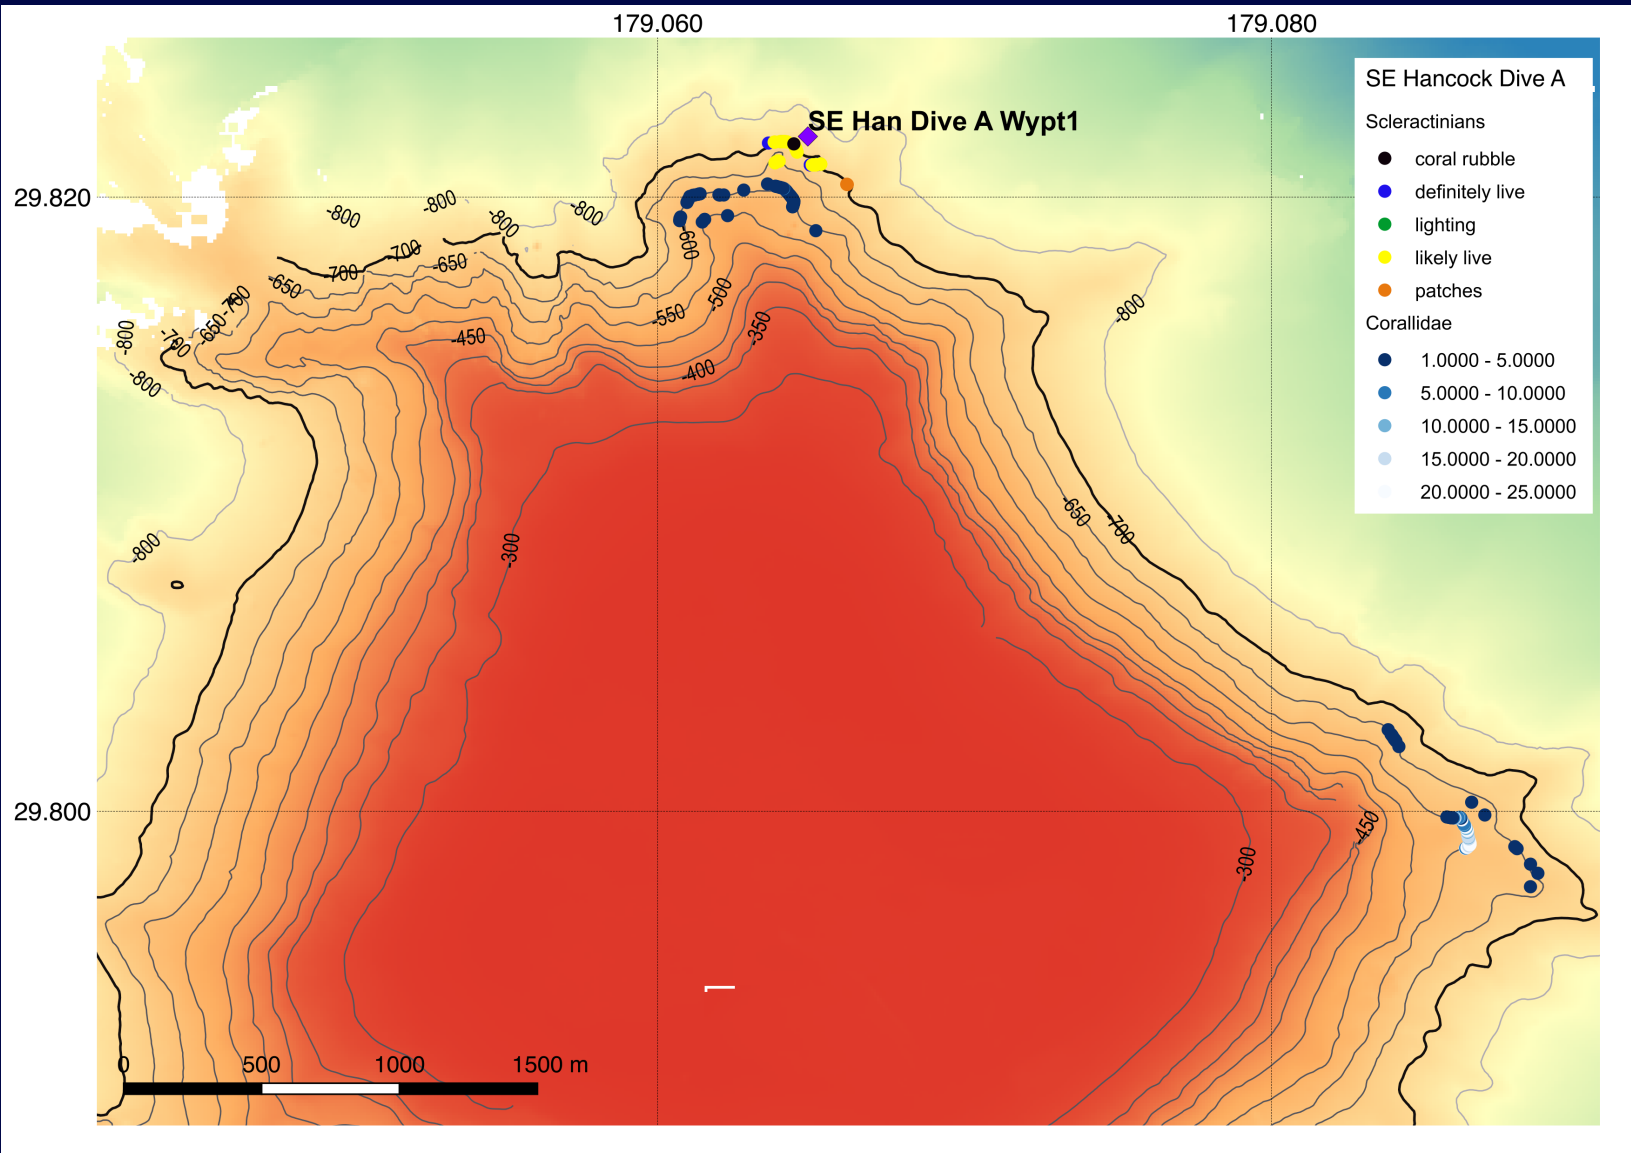 179.060
179.080
SE Hancock Dive A
Scleractinians
coral rubble
definitely live
lighting
likely live
patches
Corallidae
1.0000 - 5.0000
5.0000 - 10.0000
10.0000 - 15.0000
15.0000 - 20.0000
20.0000 - 25.0000
SE Han Dive A Wypt1
29.820
-800
-800
-800
-800
-600
-700
-700
-650
-650
-700
-650
-700
-800
-800
-500
-550
-350
-450
-400
-800
-650
-700
-300
-800
29.800
-450
-300
0
500
1000
1500 m